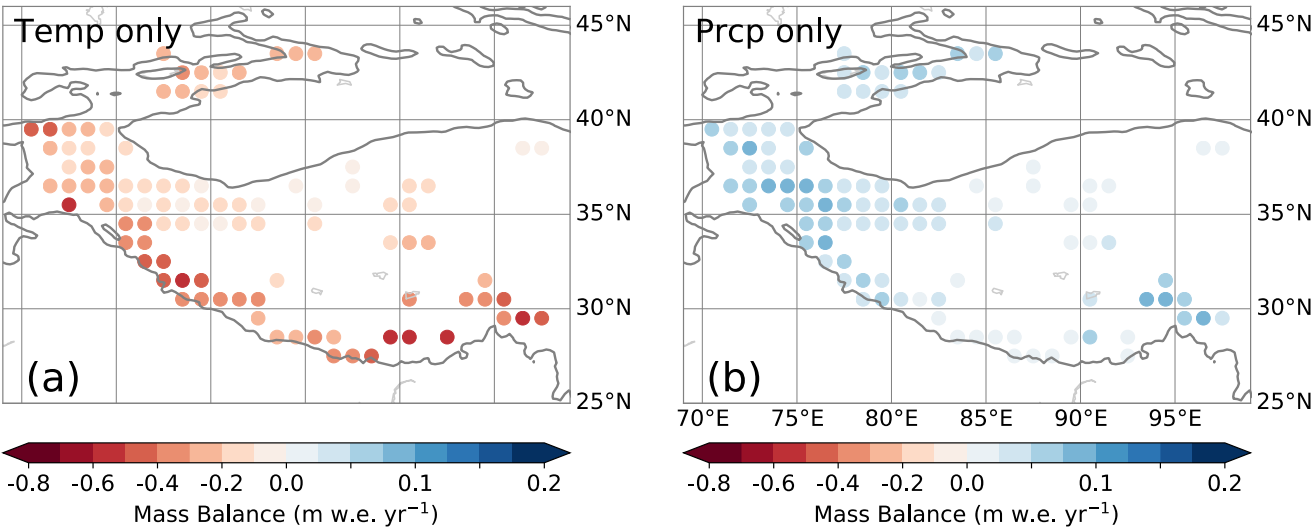 Temp only
45°N
40°N
35°N
30°N
25°N
(a)
-0.8 -0.6 -0.4 -0.2 0.0 0.1 0.2
Mass Balance (m w.e. yr⁻¹)
Prcp only
45°N
40°N
35°N
30°N
25°N
(b)
70°E 75°E 80°E 85°E 90°E 95°E
-0.8 -0.6 -0.4 -0.2 0.0 0.1 0.2
Mass Balance (m w.e. yr⁻¹)